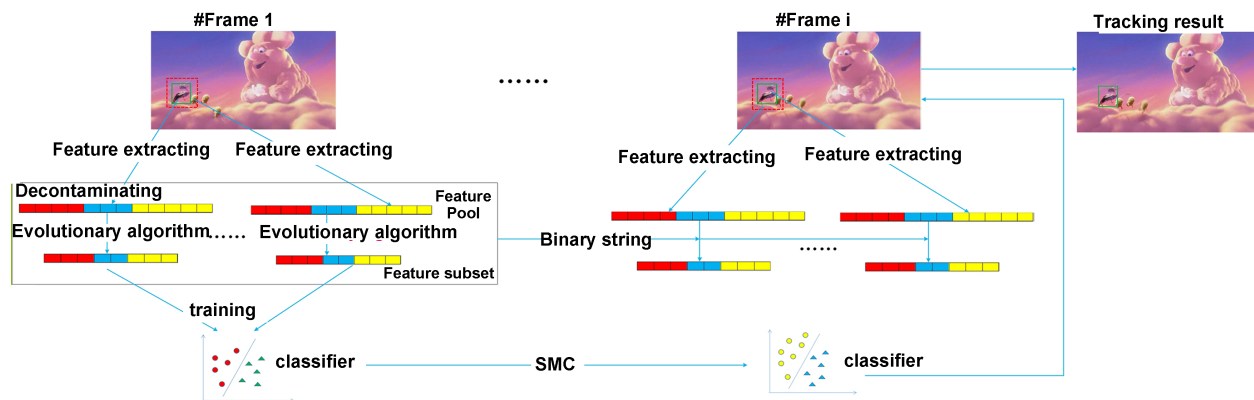 #Frame 1
#Frame i
Tracking result
......
Feature extracting
Feature extracting
Feature extracting
Feature extracting
Decontaminating
Feature
Pool
Evolutionary algorithm
......
Evolutionary algorithm
Binary string
......
Feature subset
training
classifier
SMC
classifier